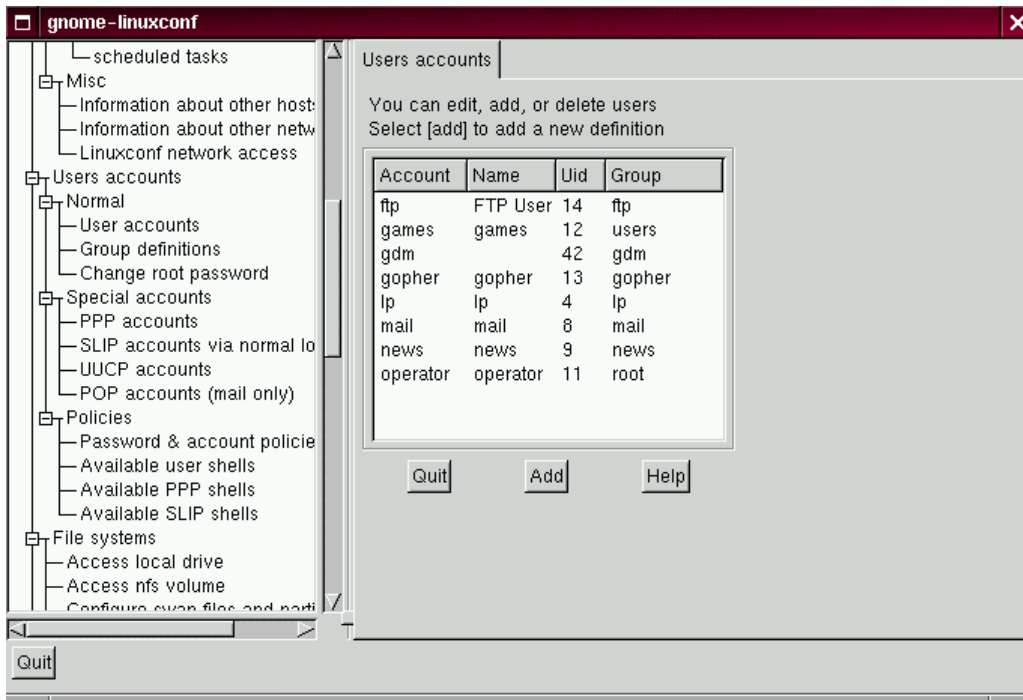 gnome-linuxconf
scheduled tasks
Misc
Information about other hosts
Information about other netw
Linuxconf network access
Users accounts
Normal
User accounts
Group definitions
Change root password
Special accounts
PPP accounts
SLIP accounts via normal lo
UUCP accounts
POP accounts (mail only)
Policies
Password & account policie
Available user shells
Available PPP shells
Available SLIP shells
File systems
Access local drive
Access nfs volume
Configure swap files and parti
Quit
Users accounts
You can edit, add, or delete users
Select [add] to add a new definition
Account Name Uid Group
ftp FTP User 14 ftp
games games 12 users
gdm 42 gdm
gopher gopher 13 gopher
lp lp 4 lp
mail mail 8 mail
news news 9 news
operator operator 11 root
Quit Add Help